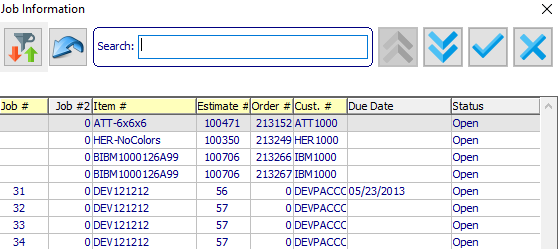 Job Information
Search:
Job # Job #2 Item # Estimate # Order # Cust. # Due Date Status
0 ATT-6x6x6 100471 213152 ATT1000 Open
0 HER-NoColors 100350 213249 HER1000 Open
0 BIBM1000126A99 100706 213266 IBM1000 Open
0 BIBM1000126A99 100706 213267 IBM1000 Open
31 0 DEV121212 56 0 DEVPACCC 05/23/2013 Open
32 0 DEV121212 57 0 DEVPACCC Open
33 0 DEV121212 57 0 DEVPACCC Open
34 0 DEV121212 57 0 DEVPACCC Open